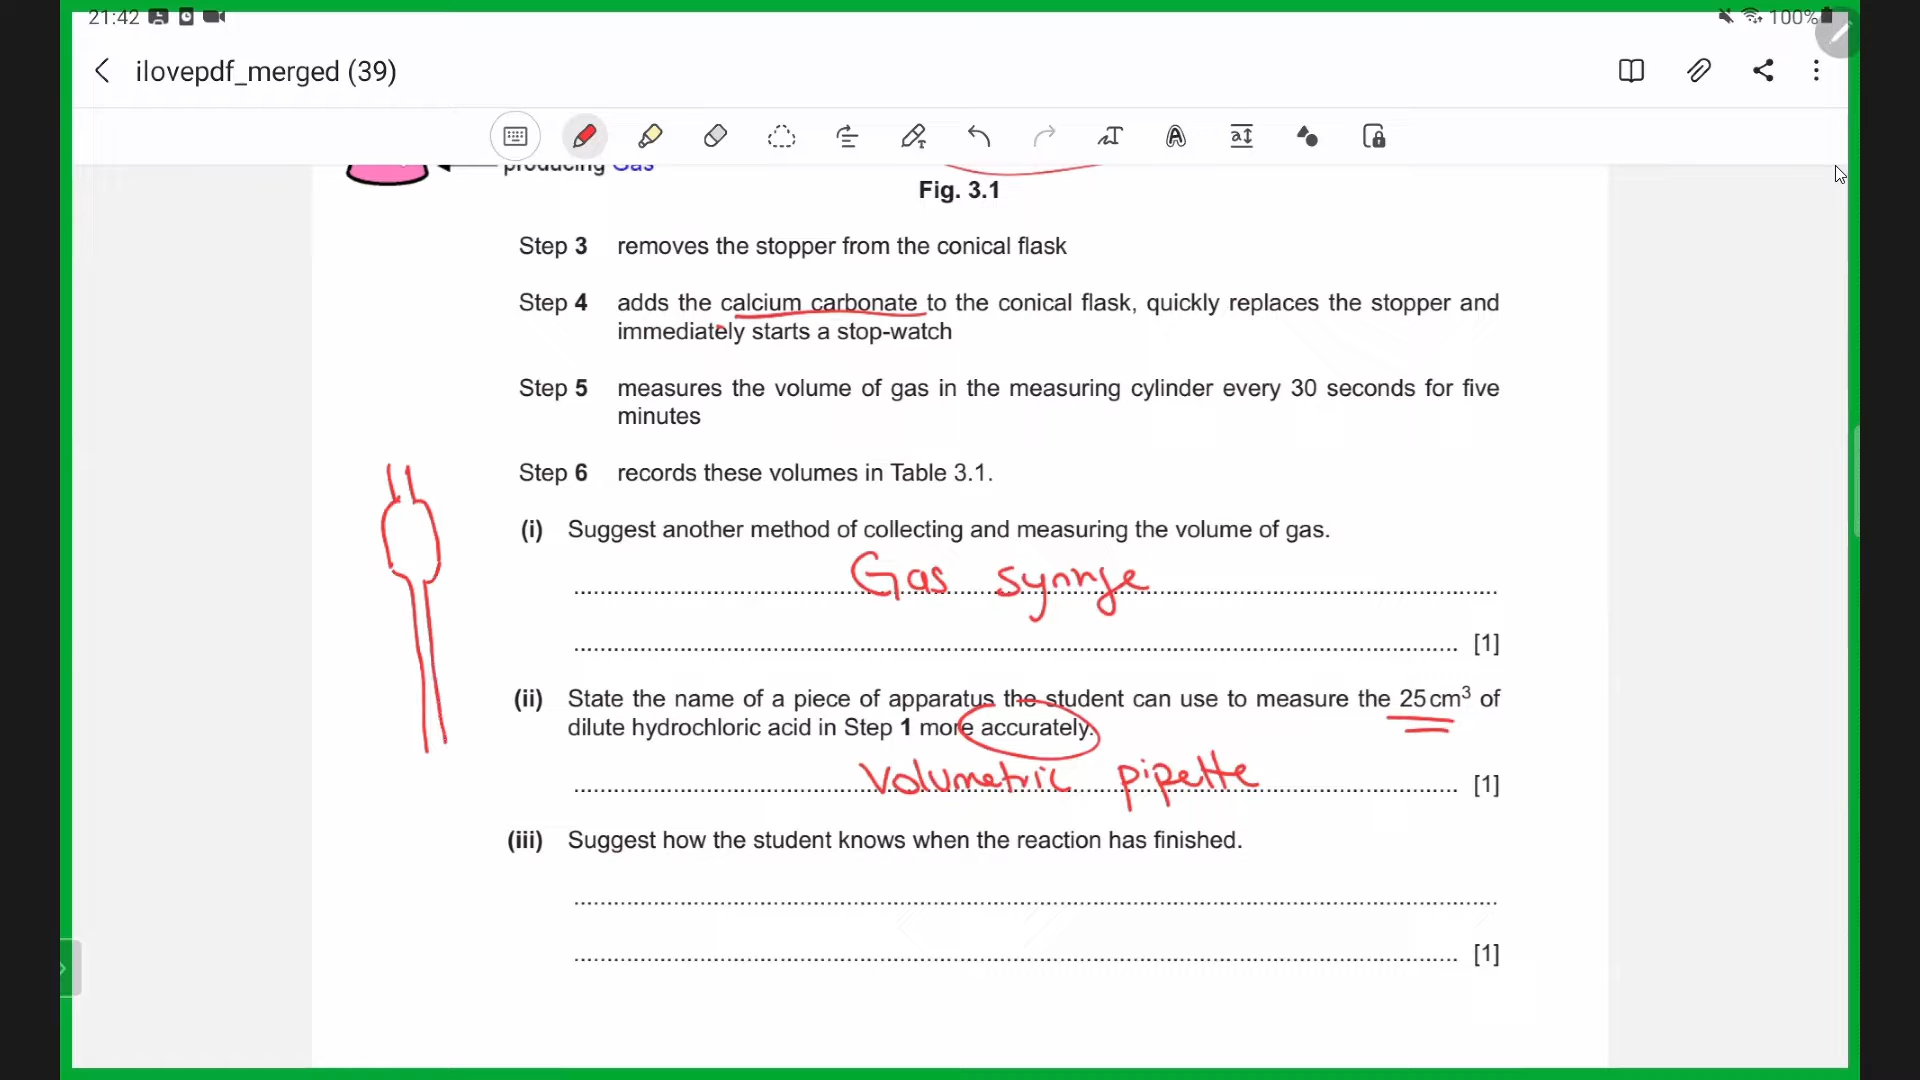 21:42 100%
ilovepdf_merged (39)
producing Gas
Fig. 3.1
Step 3 removes the stopper from the conical flask
Step 4 adds the calcium carbonate to the conical flask, quickly replaces the stopper and
immediately starts a stop-watch
Step 5 measures the volume of gas in the measuring cylinder every 30 seconds for five
minutes
Step 6 records these volumes in Table 3.1.
(i) Suggest another method of collecting and measuring the volume of gas.
Gas syringe
[1]
(ii) State the name of a piece of apparatus the student can use to measure the 25 cm³ of
dilute hydrochloric acid in Step 1 more accurately.
Volumetric pipette [1]
(iii) Suggest how the student knows when the reaction has finished.
[1]